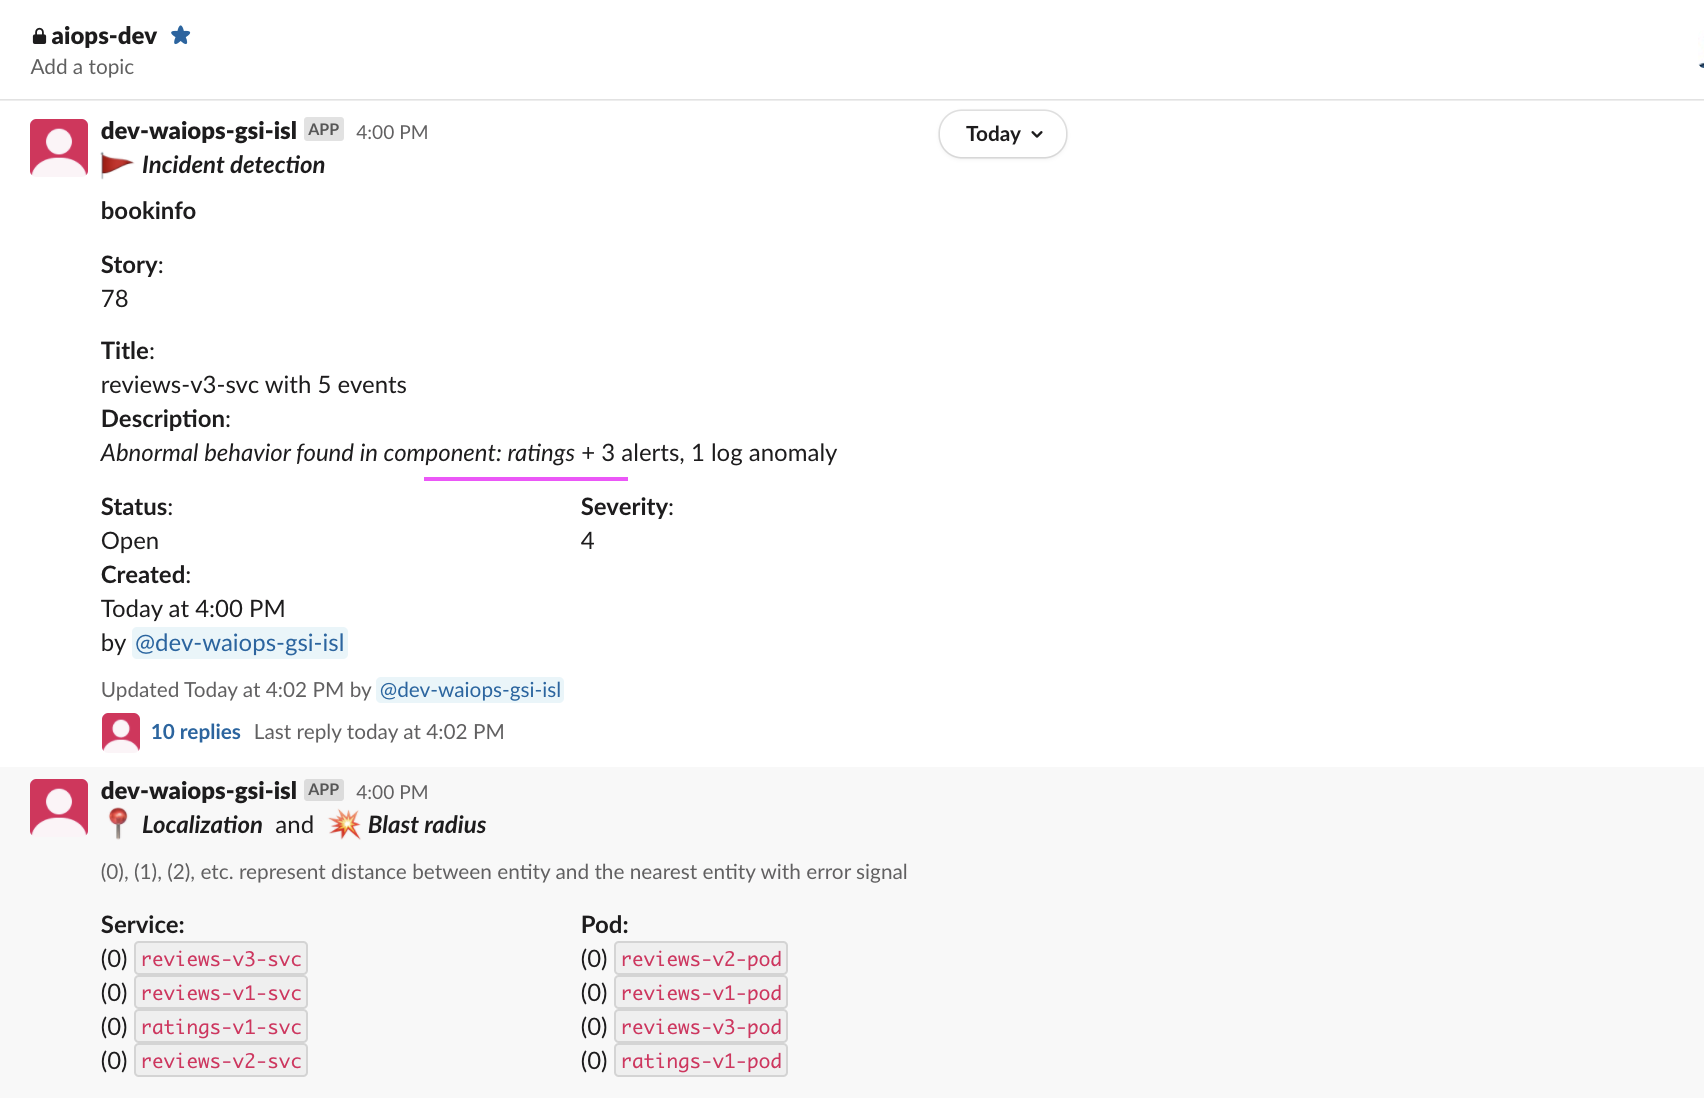 aiops-dev
Add a topic
dev-waiops-gsi-isl APP 4:00 PM
Today
Incident detection
bookinfo
Story:
78
Title:
reviews-v3-svc with 5 events
Description:
Abnormal behavior found in component: ratings + 3 alerts, 1 log anomaly
Status: Severity:
Open 4
Created:
Today at 4:00 PM
by @dev-waiops-gsi-isl
Updated Today at 4:02 PM by @dev-waiops-gsi-isl
10 replies Last reply today at 4:02 PM
dev-waiops-gsi-isl APP 4:00 PM
Localization and Blast radius
(0), (1), (2), etc. represent distance between entity and the nearest entity with error signal
Service: Pod:
(0) reviews-v3-svc (0) reviews-v2-pod
(0) reviews-v1-svc (0) reviews-v1-pod
(0) ratings-v1-svc (0) reviews-v3-pod
(0) reviews-v2-svc (0) ratings-v1-pod